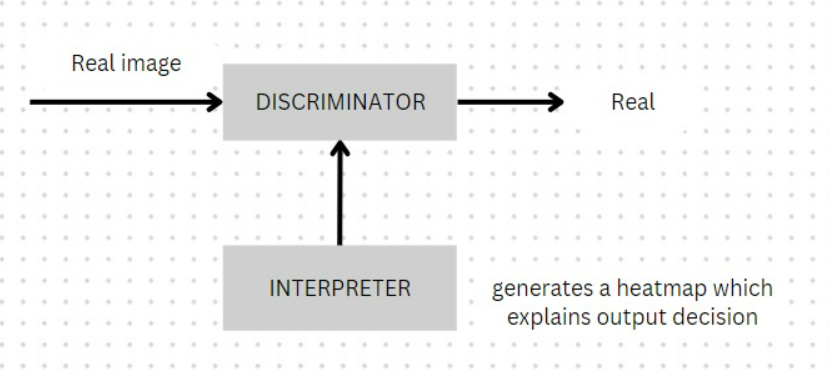 Real image
DISCRIMINATOR
Real
INTERPRETER
generates a heatmap which
explains output decision